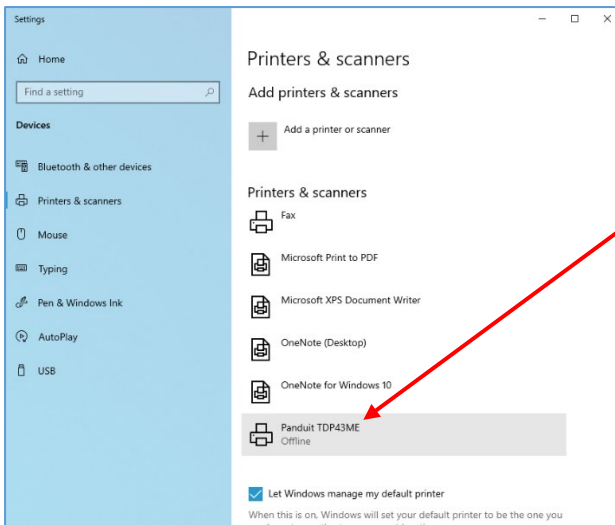 Settings
Home
Find a setting
Devices
Bluetooth & other devices
Printers & scanners
Mouse
Typing
Pen & Windows Ink
AutoPlay
USB
Printers & scanners
Add printers & scanners
Add a printer or scanner
Printers & scanners
Fax
Microsoft Print to PDF
Microsoft XPS Document Writer
OneNote (Desktop)
OneNote for Windows 10
Panduit TDP43ME
Offline
Let Windows manage my default printer
When this is on, Windows will set your default printer to be the one you